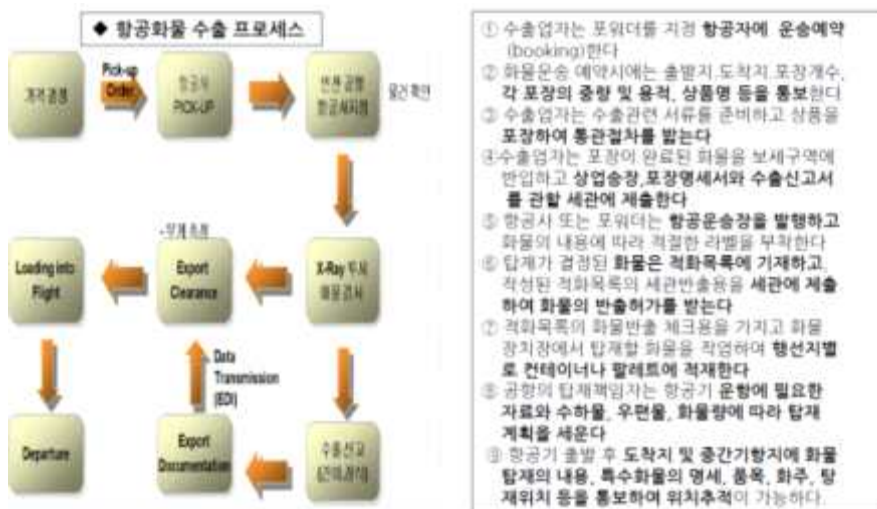 ◆ 항공화물 수출 프로세스
가격 결정
Pick-up
Order
항공사
PICK-UP
인천 공항
항공사지점
물건 확인
X-Ray 투시
화물검사
- 무게 측정
Export
Clearance
Loading into
Flight
Departure
Data
Transmission
(EDI)
Export
Documentation
수출신고
① 수출업자는 포워더를 지정 항공자에 운송예약
(booking)한다
② 화물운송 예약시에는 출발지 도착지 포장개수,
각 포장의 중량 및 용적, 상품명 등을 통보한다
③ 수출업자는 수출관련 서류를 준비하고 상품을
포장하여 통관절차를 밟는다
④수출업자는 포장이 완료된 화물을 보세구역에
반입하고 상업송장,포장명세서와 수출신고서
를 관할 세관에 제출한다
⑤ 항공사 또는 포워더는 항공운송장을 발행하고
화물의 내용에 따라 적절한 라벨을 부착한다
⑥ 탑재가 결정된 화물은 적화목록에 기재하고,
작성된 적화목록의 세관반출용을 세관에 제출
하여 화물의 반출허가를 받는다
⑦ 적화목록의 화물반출 체크용을 가지고 화물
장치장에서 탑재할 화물을 작업하여 행선지별
로 컨테이너나 팔레트에 적재한다
⑧ 공항의 탑재책임자는 항공기 운항에 필요한
자료와 수하물, 우편물, 화물량에 따라 탑재
계획을 세운다
⑨ 항공기 출발 후 도착지 및 중간기항지에 화물
탑재의 내용, 특수화물의 명세, 품목, 화주, 탑
재위치 등을 통보하여 위치추적이 가능하다.